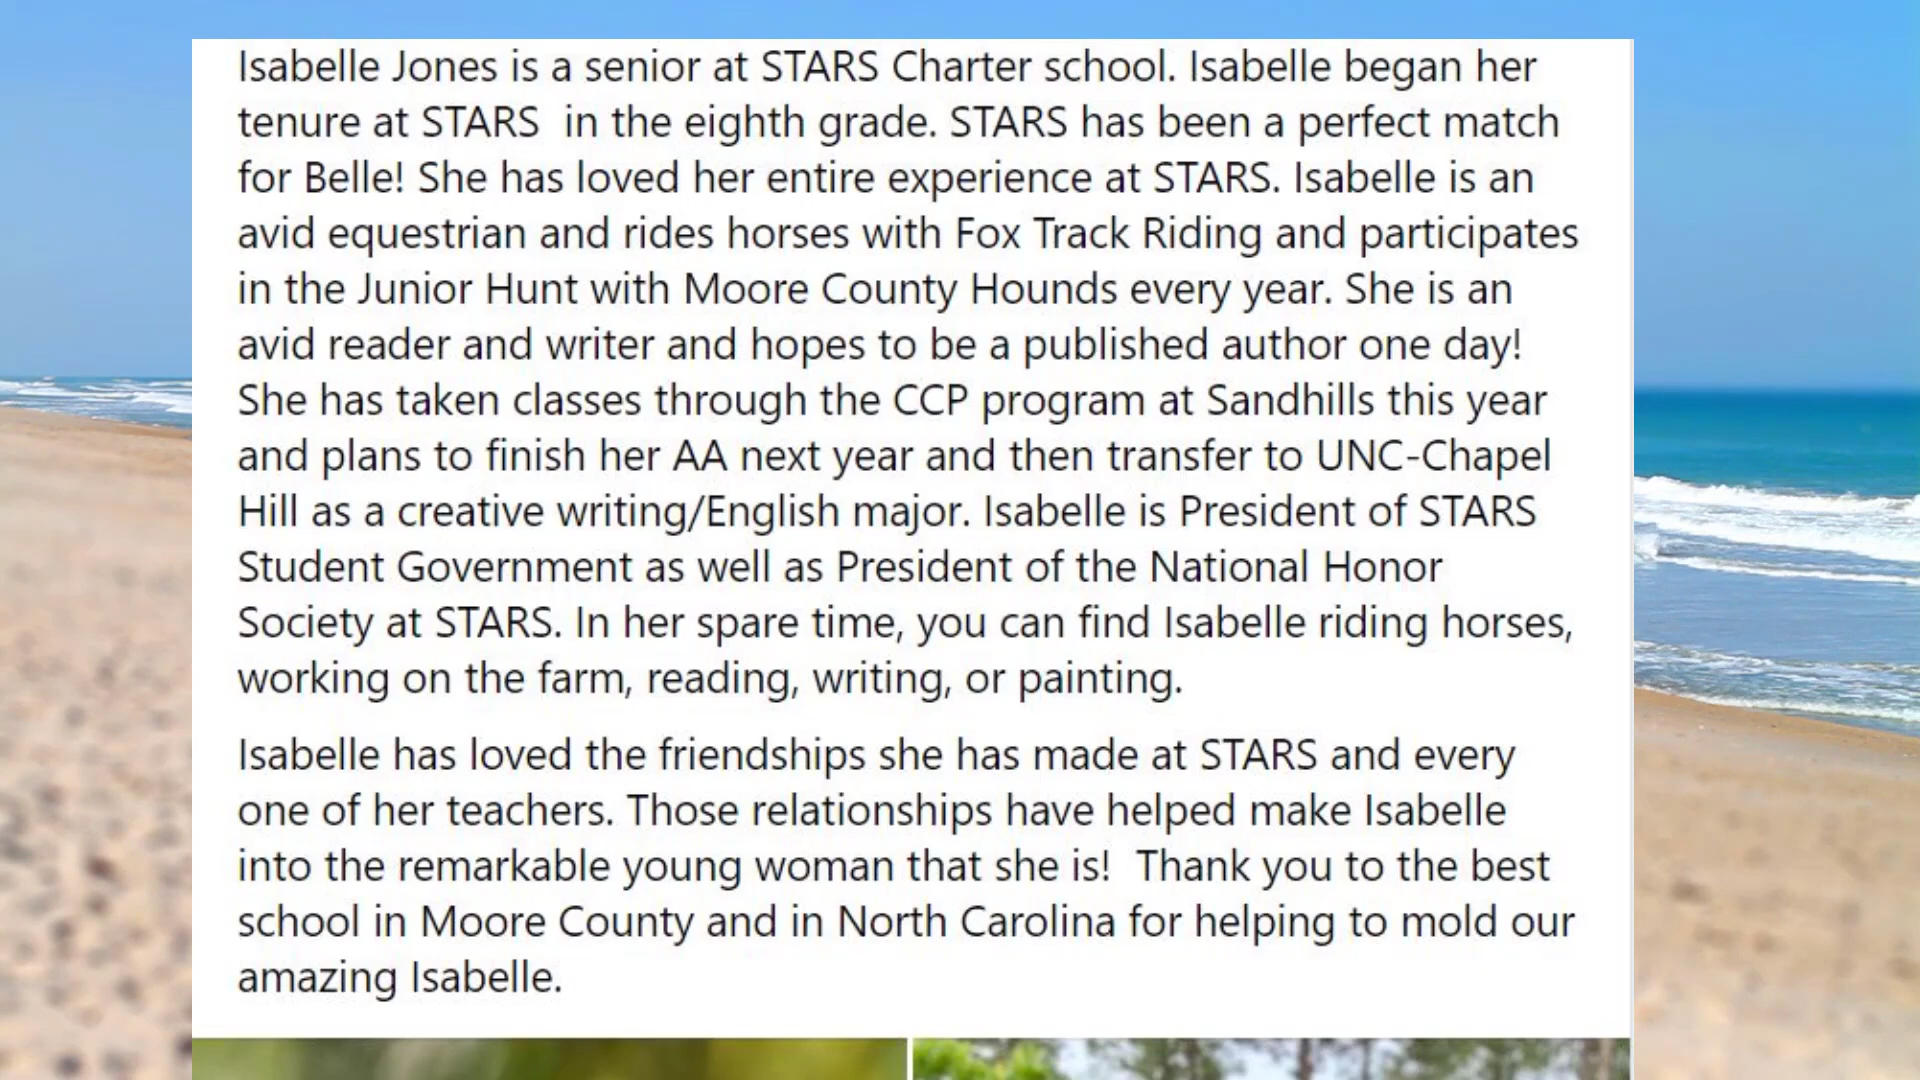 Isabelle Jones is a senior at STARS Charter school. Isabelle began her
tenure at STARS  in the eighth grade. STARS has been a perfect match
for Belle! She has loved her entire experience at STARS. Isabelle is an
avid equestrian and rides horses with Fox Track Riding and participates
in the Junior Hunt with Moore County Hounds every year. She is an
avid reader and writer and hopes to be a published author one day!
She has taken classes through the CCP program at Sandhills this year
and plans to finish her AA next year and then transfer to UNC-Chapel
Hill as a creative writing/English major. Isabelle is President of STARS
Student Government as well as President of the National Honor
Society at STARS. In her spare time, you can find Isabelle riding horses,
working on the farm, reading, writing, or painting.
Isabelle has loved the friendships she has made at STARS and every
one of her teachers. Those relationships have helped make Isabelle
into the remarkable young woman that she is!  Thank you to the best
school in Moore County and in North Carolina for helping to mold our
amazing Isabelle.